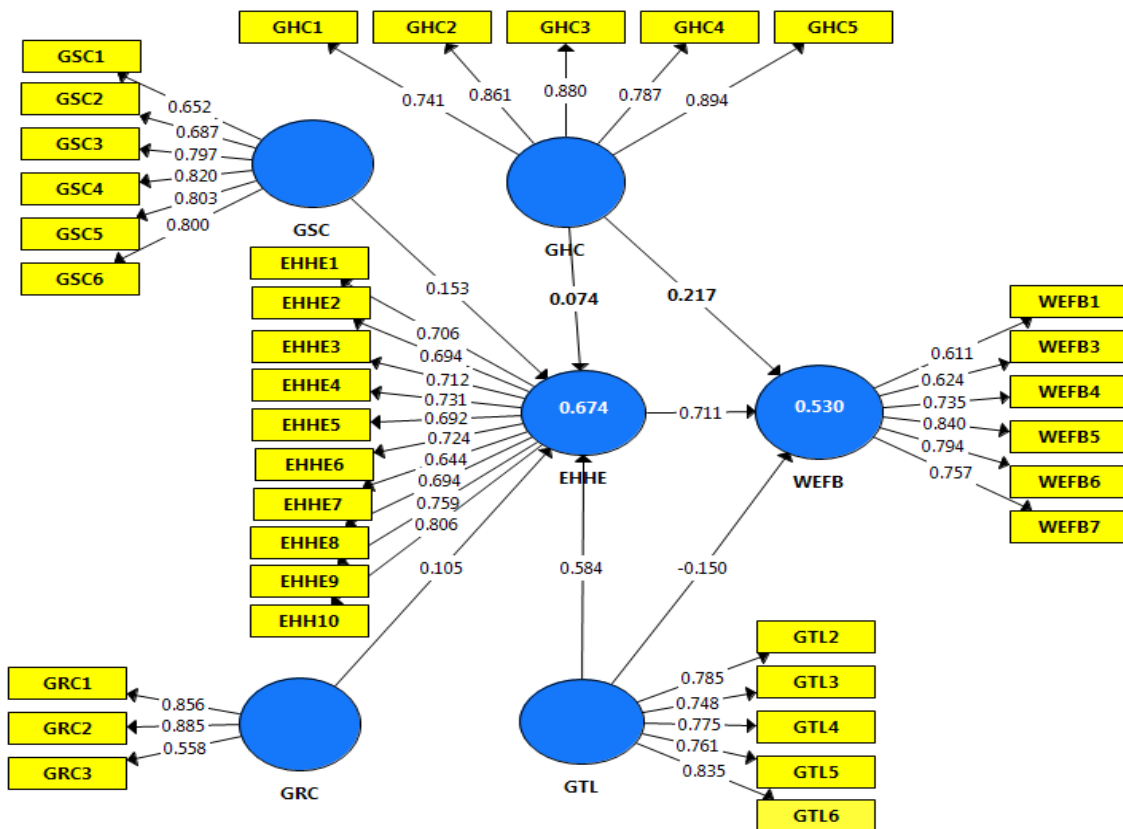 GHC1
GHC2
GHC3
GHC4
GHC5
0.741
0.861
0.880
0.787
0.894
GHC
GSC1
GSC2
GSC3
GSC4
GSC5
GSC6
0.652
0.687
0.797
0.820
0.803
0.800
GSC
0.153
0.074
0.217
EHHE1
EHHE2
EHHE3
EHHE4
EHHE5
EHHE6
EHHE7
EHHE8
EHHE9
EHH10
0.706
0.694
0.712
0.731
0.692
0.724
0.644
0.694
0.759
0.806
0.674
EHHE
0.711
0.530
WEFB
0.611
0.624
0.735
0.840
0.794
0.757
WEFB1
WEFB3
WEFB4
WEFB5
WEFB6
WEFB7
0.105
0.584
-0.150
GRC1
GRC2
GRC3
0.856
0.885
0.558
GRC
GTL
0.785
0.748
0.775
0.761
0.835
GTL2
GTL3
GTL4
GTL5
GTL6